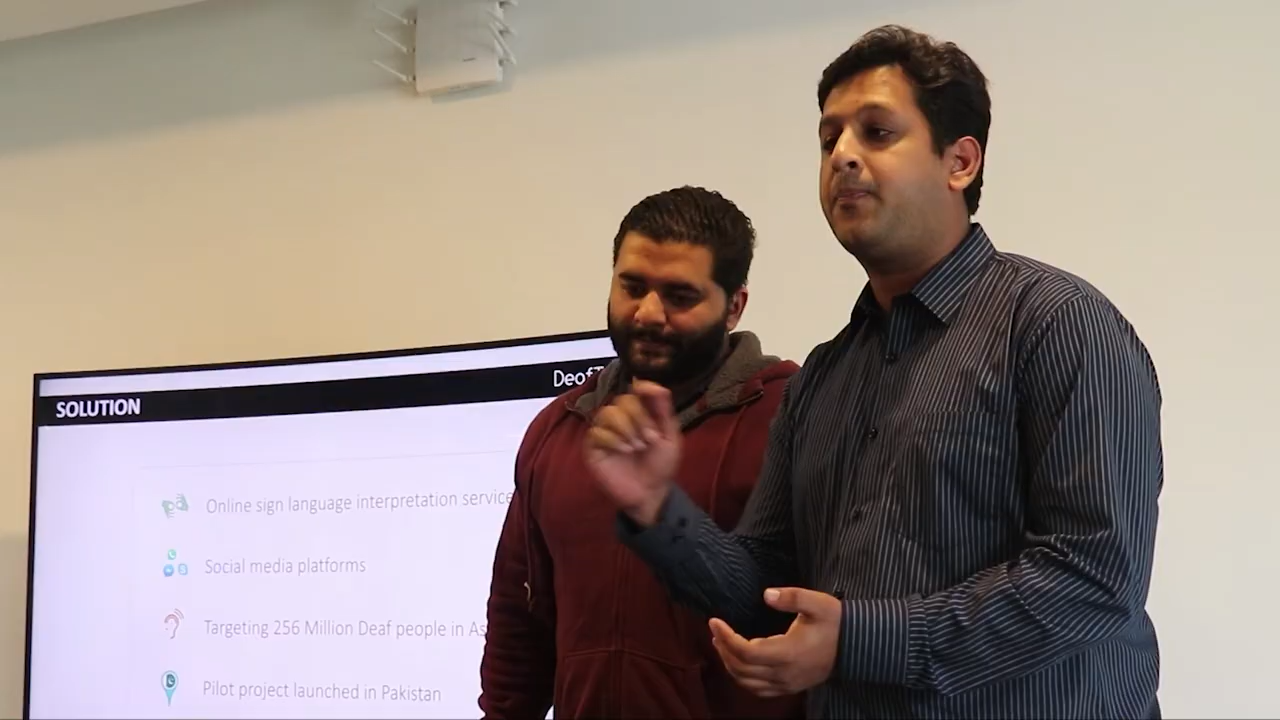 SOLUTION
Online sign language interpretation service
Social media platforms
Targeting 256 Million Deaf people in
Pilot project launched in Pakistan